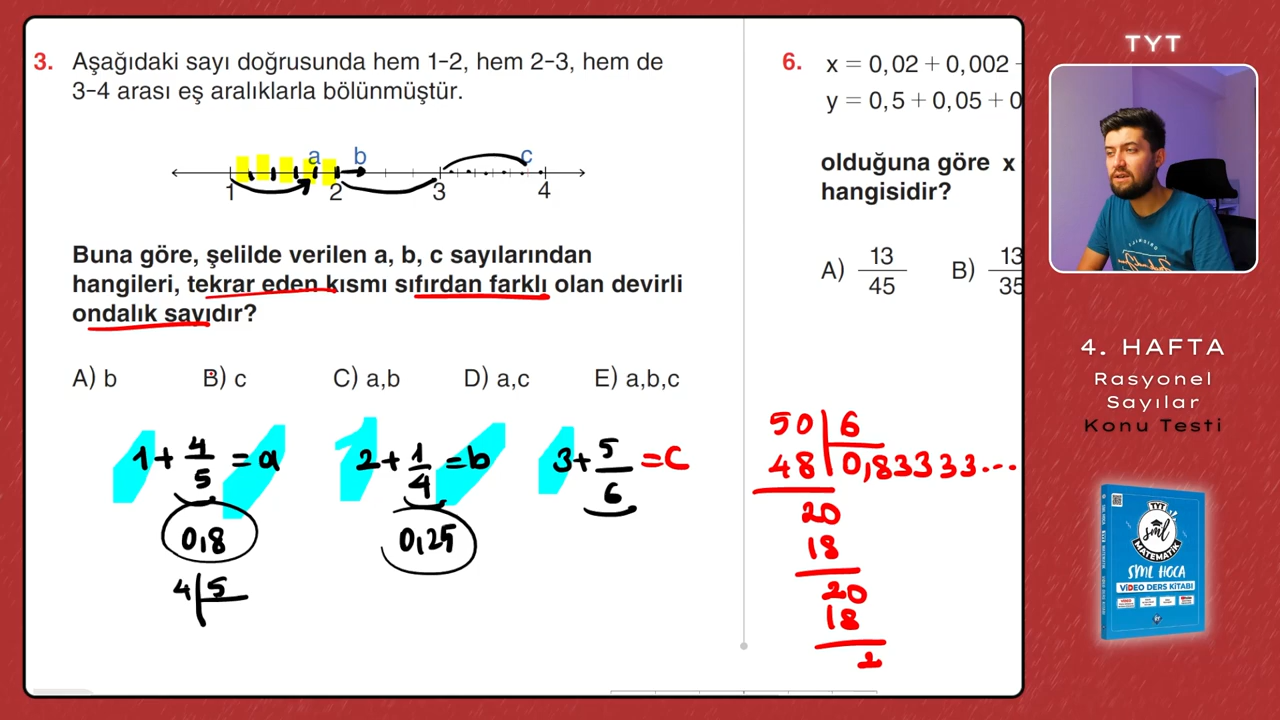 3. Aşağıdaki sayı doğrusunda hem 1-2, hem 2-3, hem de
3-4 arası eş aralıklarla bölünmüştür.
a b c
1 2 3 4
Buna göre, şelilde verilen a, b, c sayılarından
hangileri, tekrar eden kısmı sıfırdan farklı olan devirli
ondalık sayıdır?
A) b B) c C) a,b D) a,c E) a,b,c
1 + 4/5 = a
2 + 1/4 = b
3 + 5/6 = c
0,8
0,25
4 5
6. x = 0,02 + 0,002
y = 0,5 + 0,05 + 0
olduğuna göre x
hangisidir?
A) 13/45 B) 13/35
50 6
48 0,83333...
20
18
20
18
2
TYT
4. HAFTA
Rasyonel
Sayılar
Konu Testi
TYT
sml
MATEMATİK
SML HOCA
VİDEO DERS KİTABI